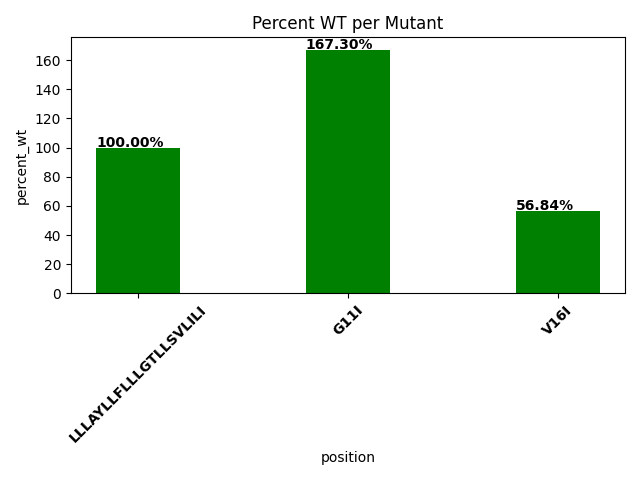 Percent WT per Mutant
percent_wt
160
140
120
100
80
60
40
20
0
100.00%
167.30%
56.84%
LLLAYLLFLLLGTLLSVLILI
G11I
V16I
position